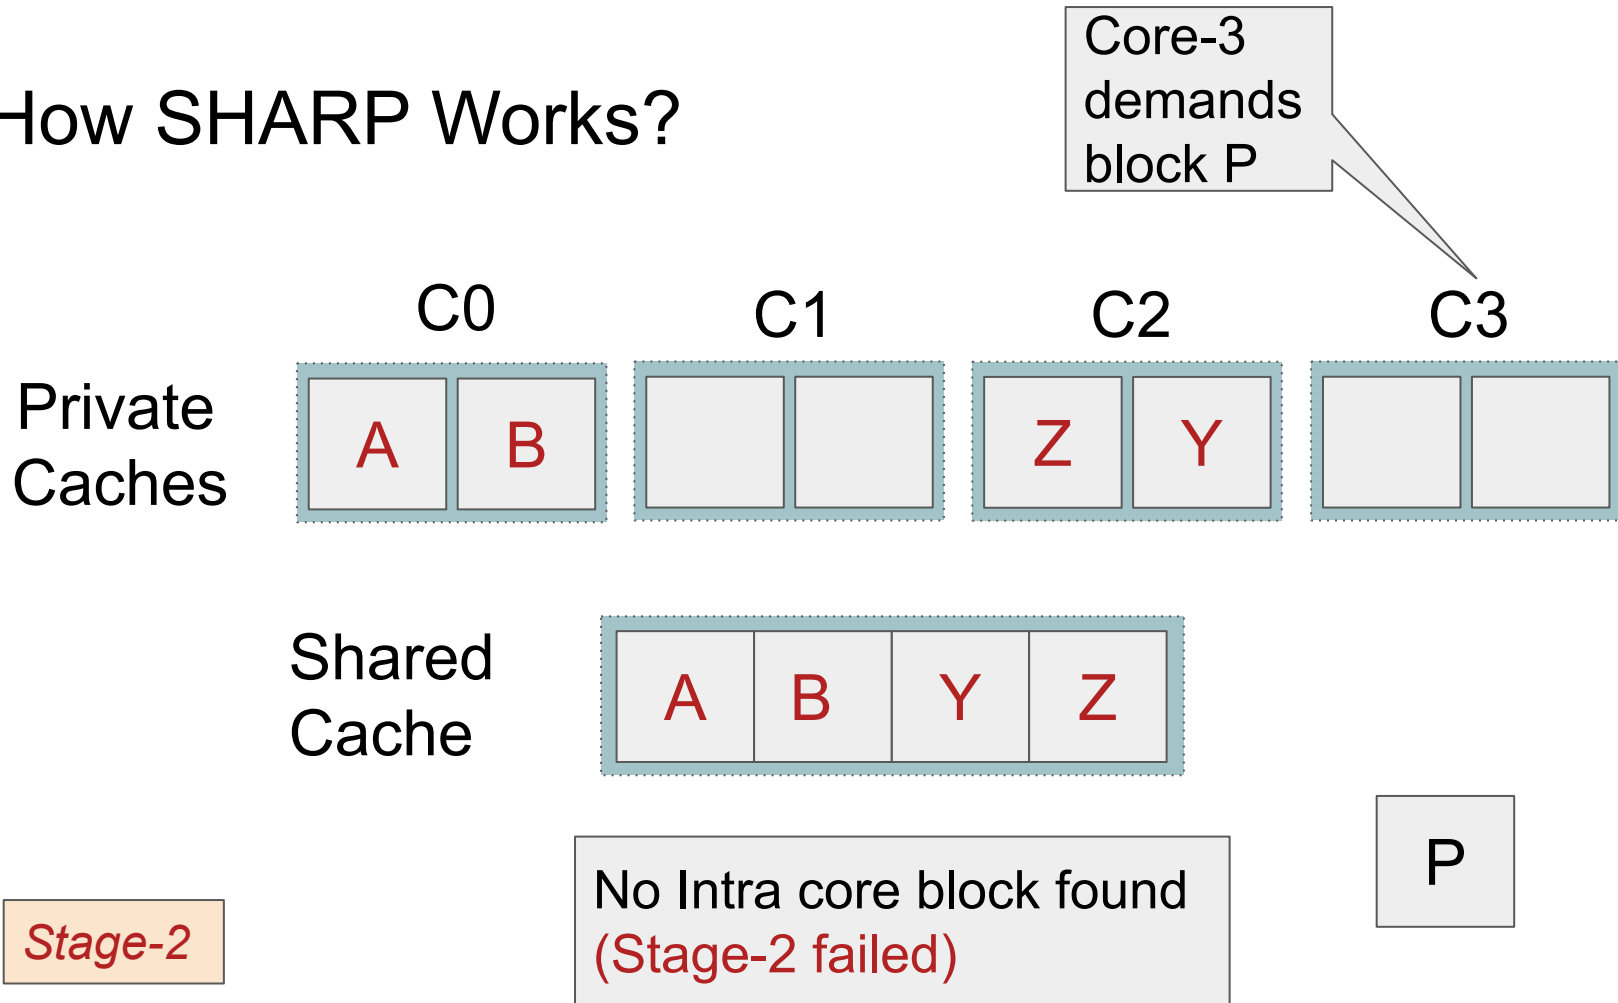 Core-3
demands
block P
How SHARP Works?
C0 C1 C2 C3
Private
Caches
A B Z Y
Shared
Cache
A B Y Z
P
No Intra core block found
(Stage-2 failed)
Stage-2